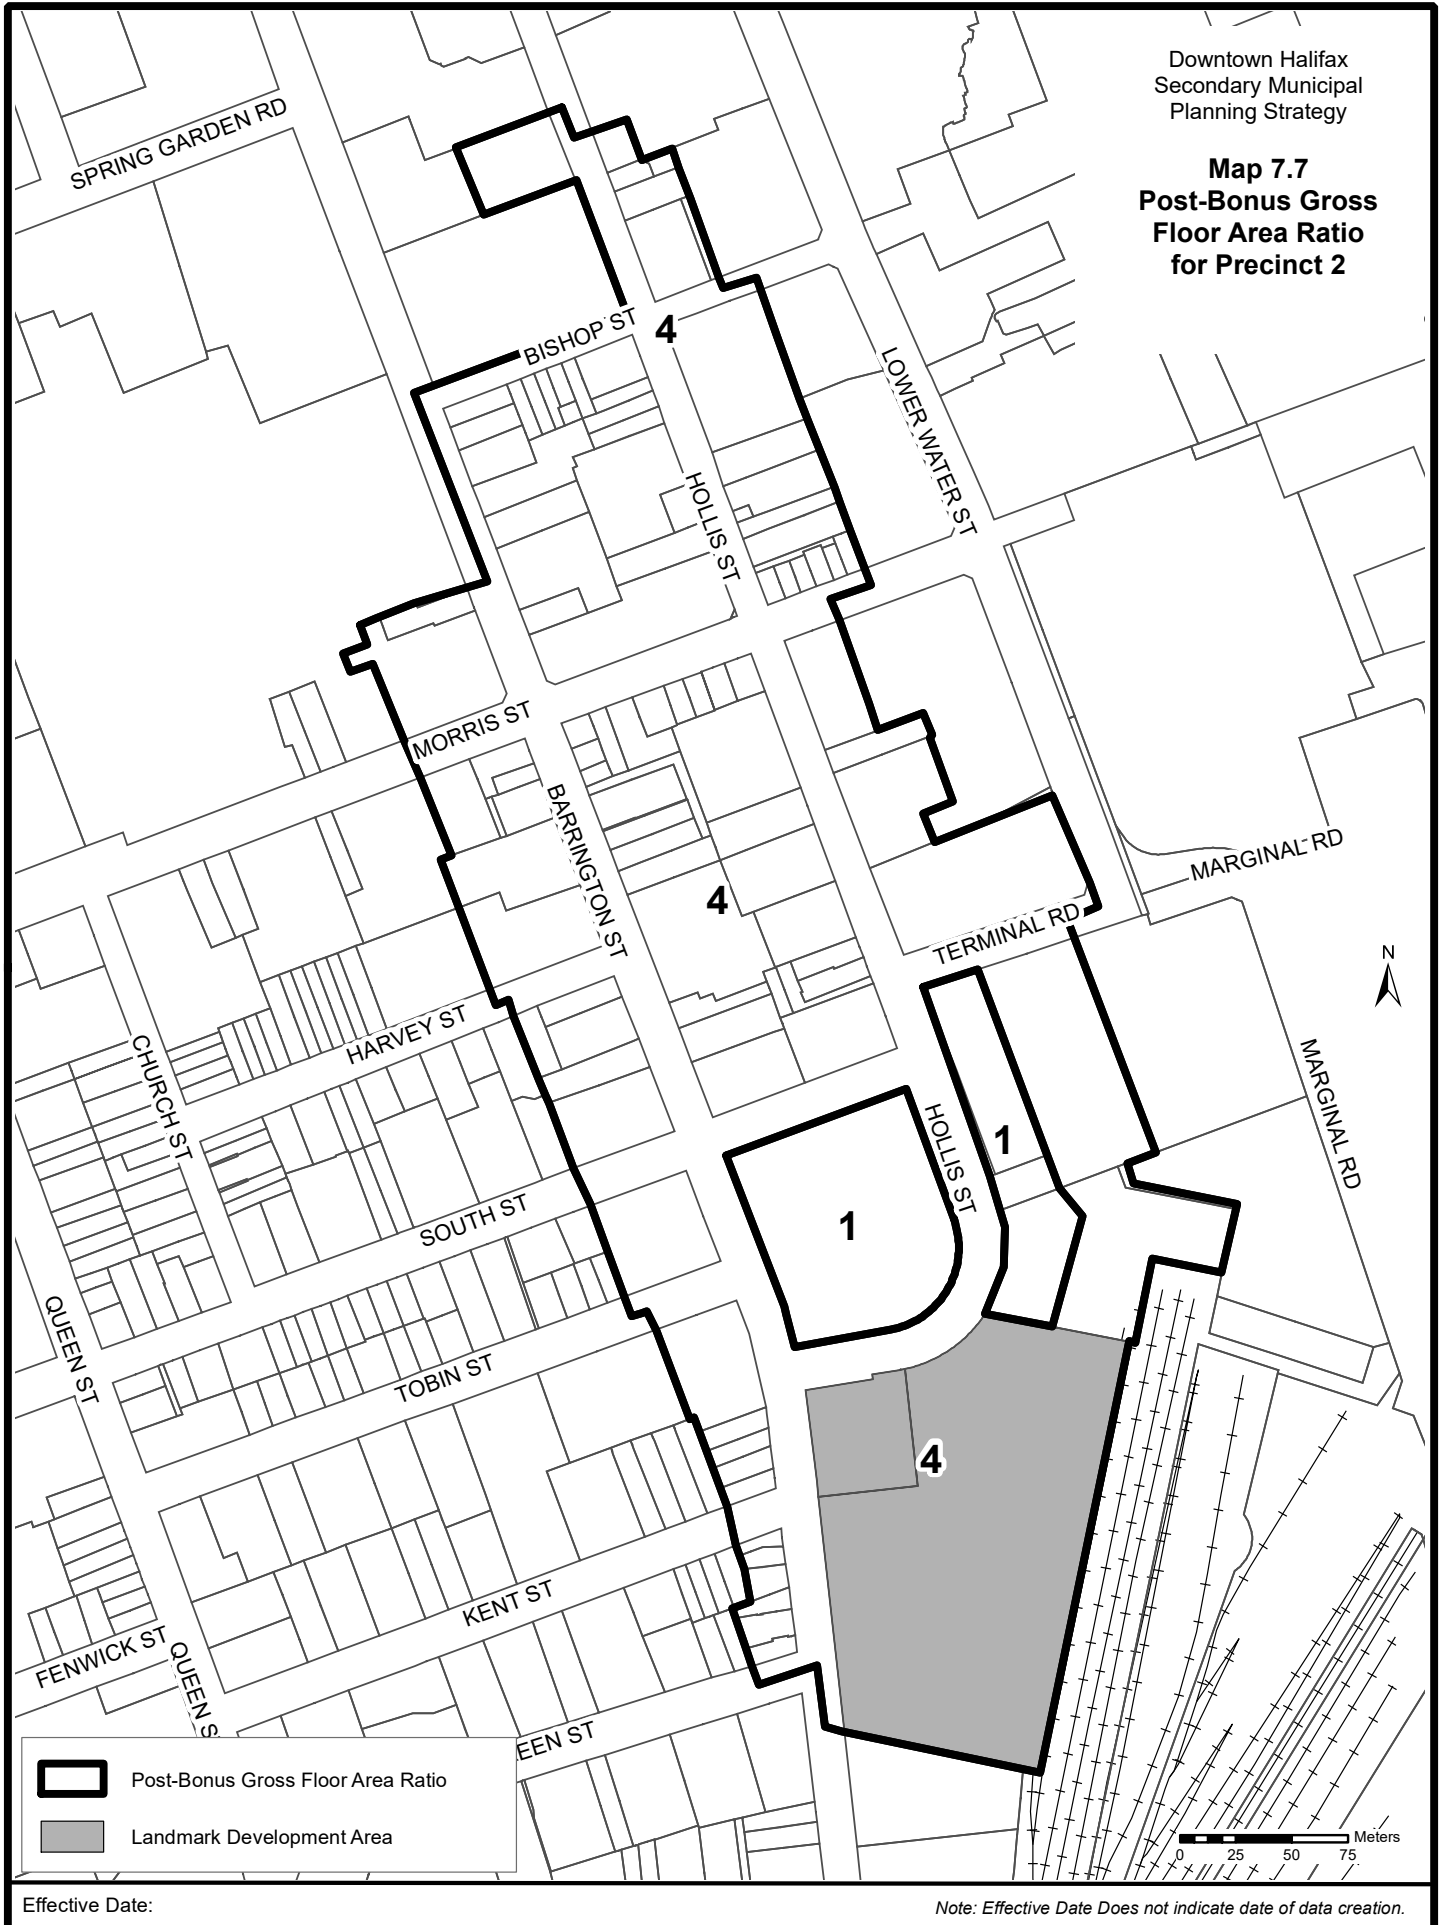 Downtown Halifax
Secondary Municipal
Planning Strategy
Map 7.7
Post-Bonus Gross
Floor Area Ratio
for Precinct 2
SPRING GARDEN RD
BISHOP ST
4
LOWER WATER ST
HOLLIS ST
MORRIS ST
BARRINGTON ST
MARGINAL RD
4
TERMINAL RD
N
HARVEY ST
CHURCH ST
MARGINAL RD
HOLLIS ST
1
1
SOUTH ST
QUEEN ST
TOBIN ST
4
KENT ST
FENWICK ST
QUEEN S
EEN ST
Post-Bonus Gross Floor Area Ratio
Landmark Development Area
Meters
0 25 50 75
Effective Date:
Note: Effective Date Does not indicate date of data creation.